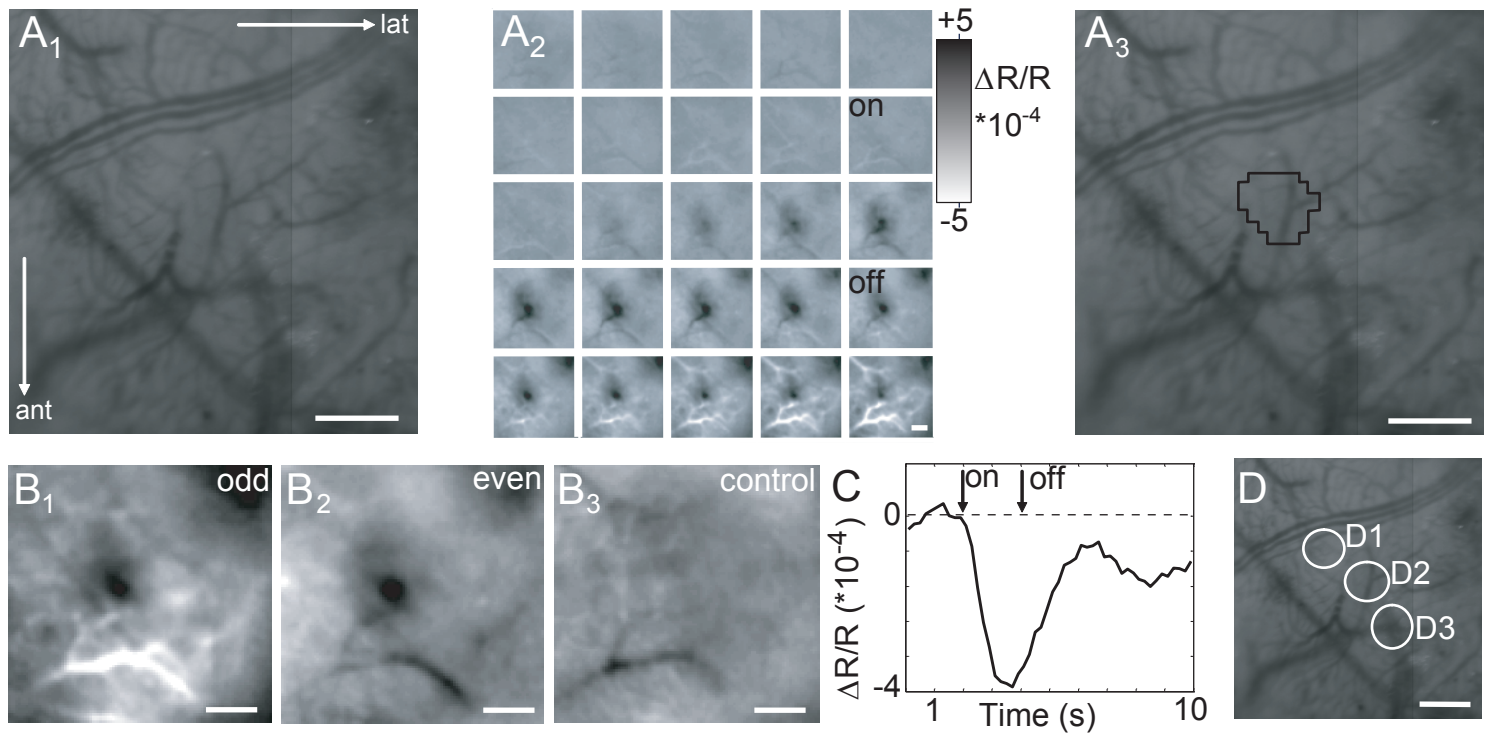 A1
lat
ant
A2
on
off
+5
ΔR/R
*10-4
-5
A3
B1
odd
B2
even
B3
control
C
on
off
0
-4
ΔR/R (*10-4)
1
Time (s)
10
D
D1
D2
D3